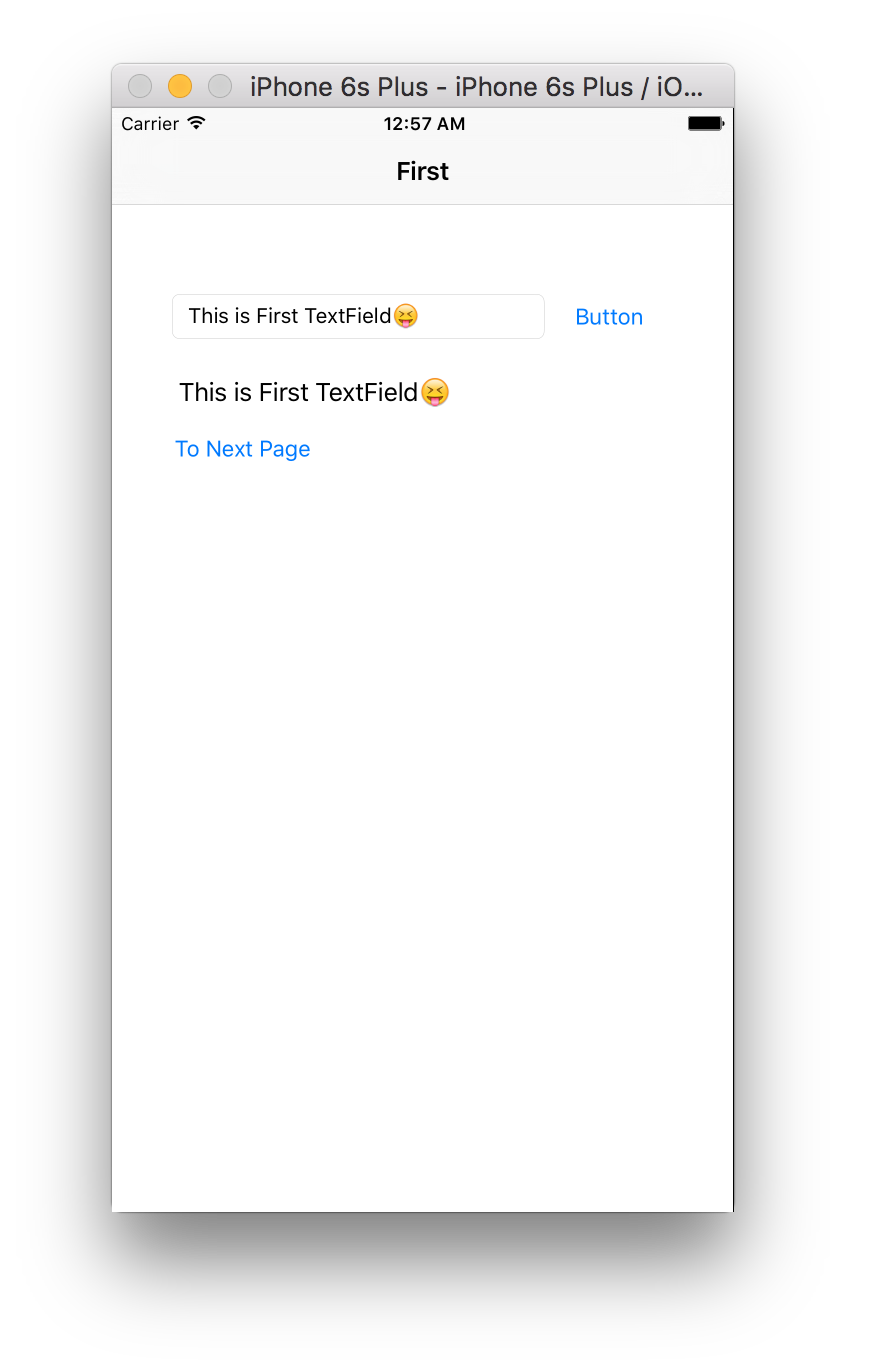 iPhone 6s Plus - iPhone 6s Plus / iO...
Carrier 12:57 AM
First
This is First TextField😝 Button
This is First TextField😝
To Next Page